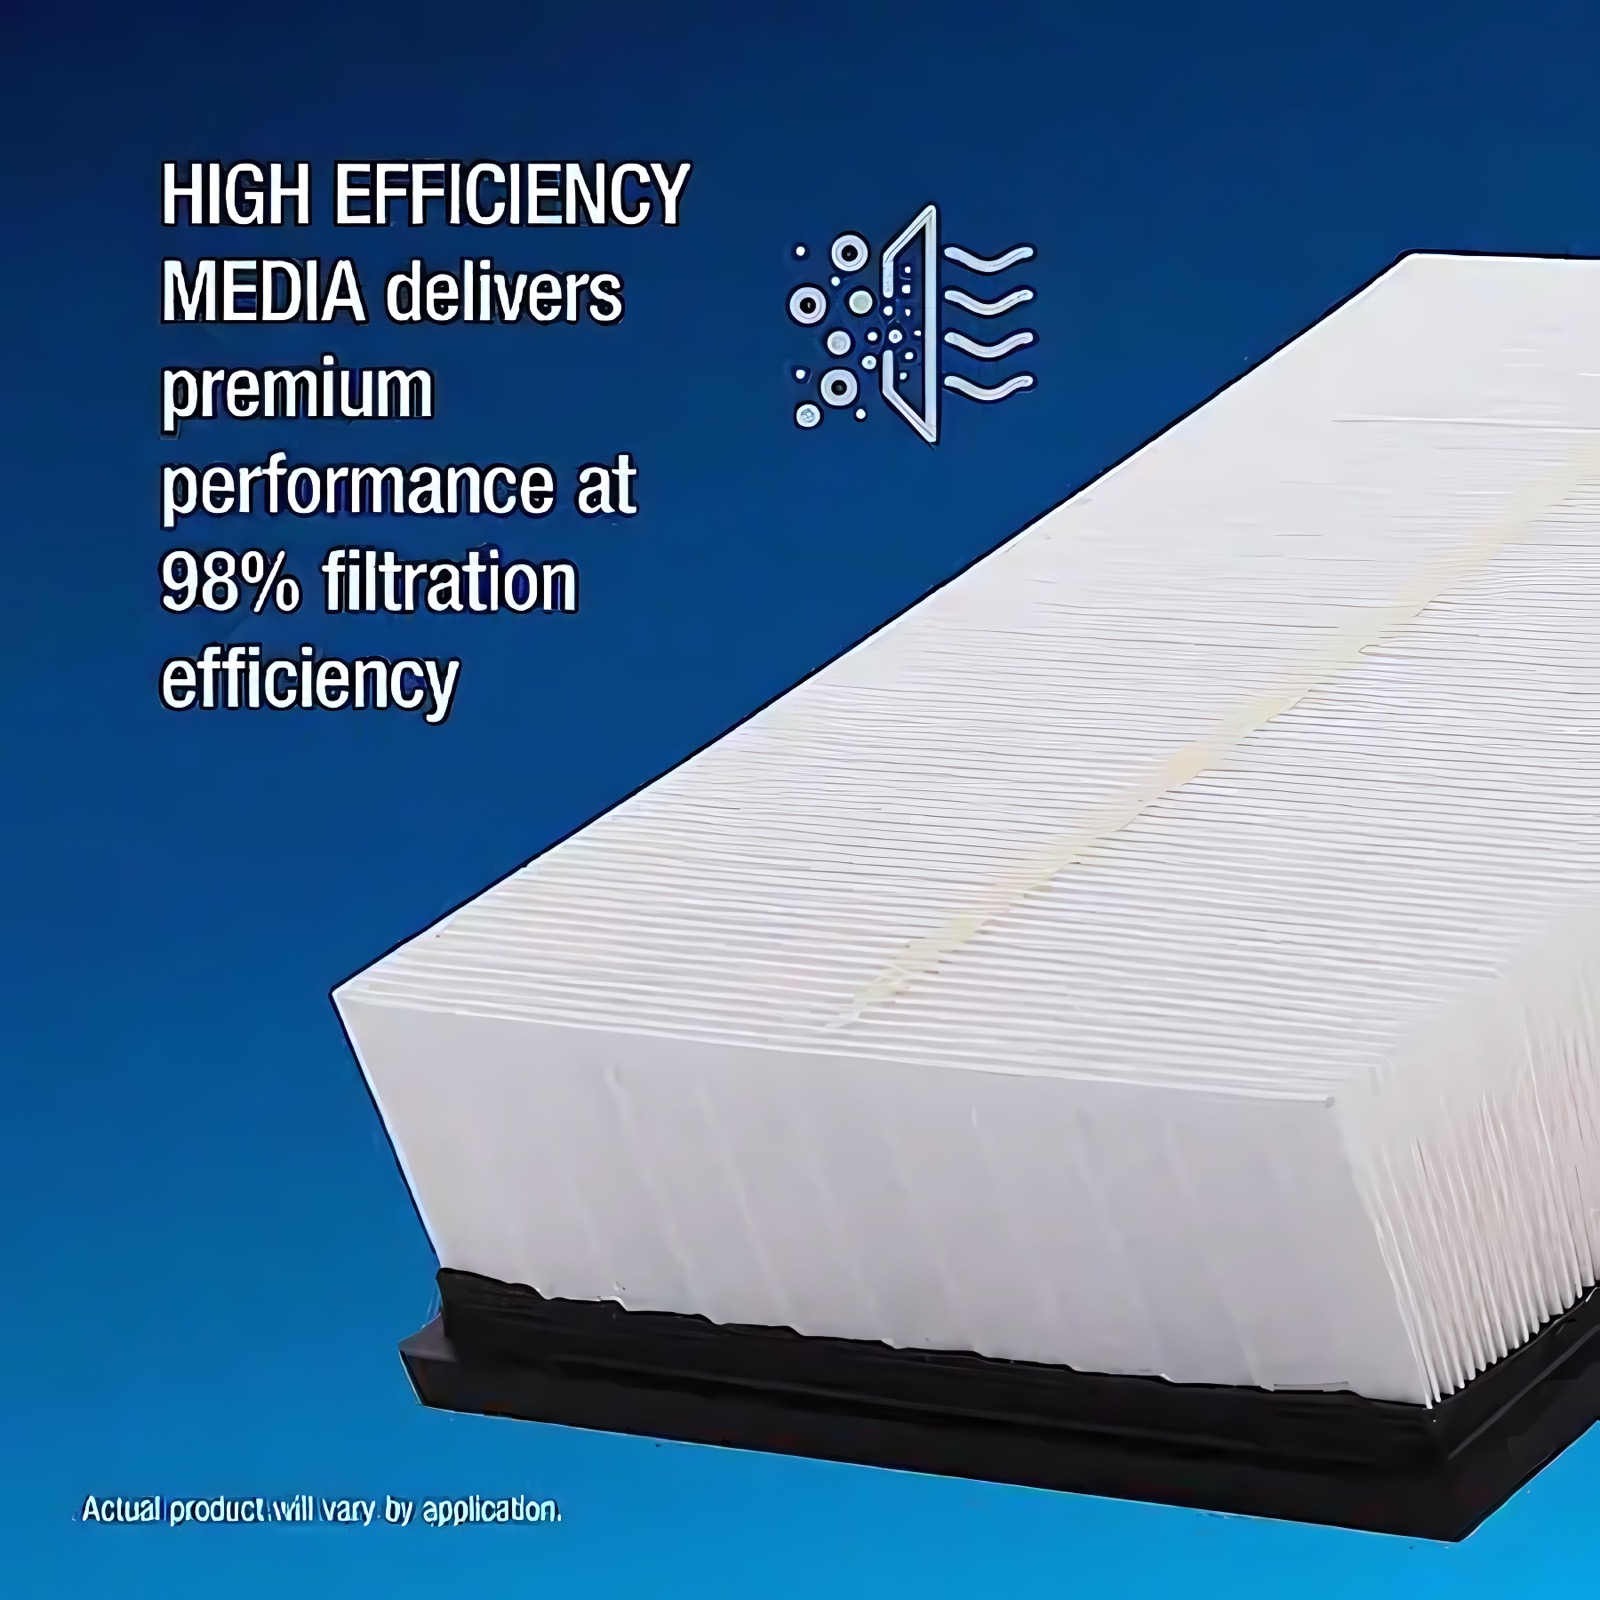 HIGH EFFICIENCY
MEDIA delivers
premium
performance at
98% filtration
efficiency
Actual product will vary by application.